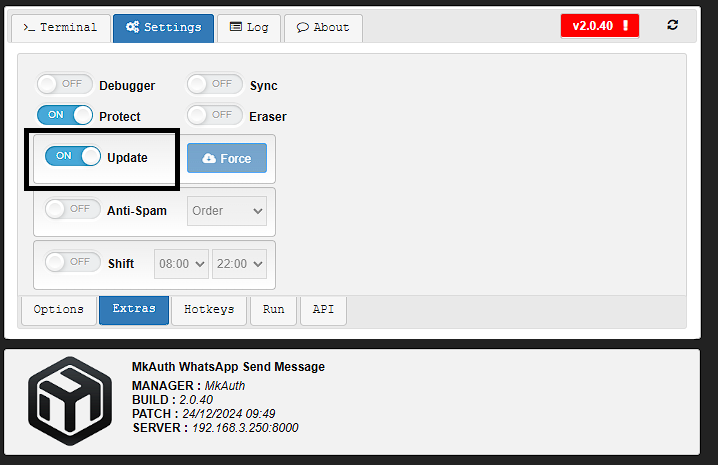 >_ Terminal Settings Log About v2.0.40 !
OFF Debugger OFF Sync
ON Protect OFF Eraser
ON Update Force
OFF Anti-Spam Order
OFF Shift 08:00 22:00
Options Extras Hotkeys Run API
MkAuth WhatsApp Send Message
MANAGER : MkAuth
BUILD : 2.0.40
PATCH : 24/12/2024 09:49
SERVER : 192.168.3.250:8000